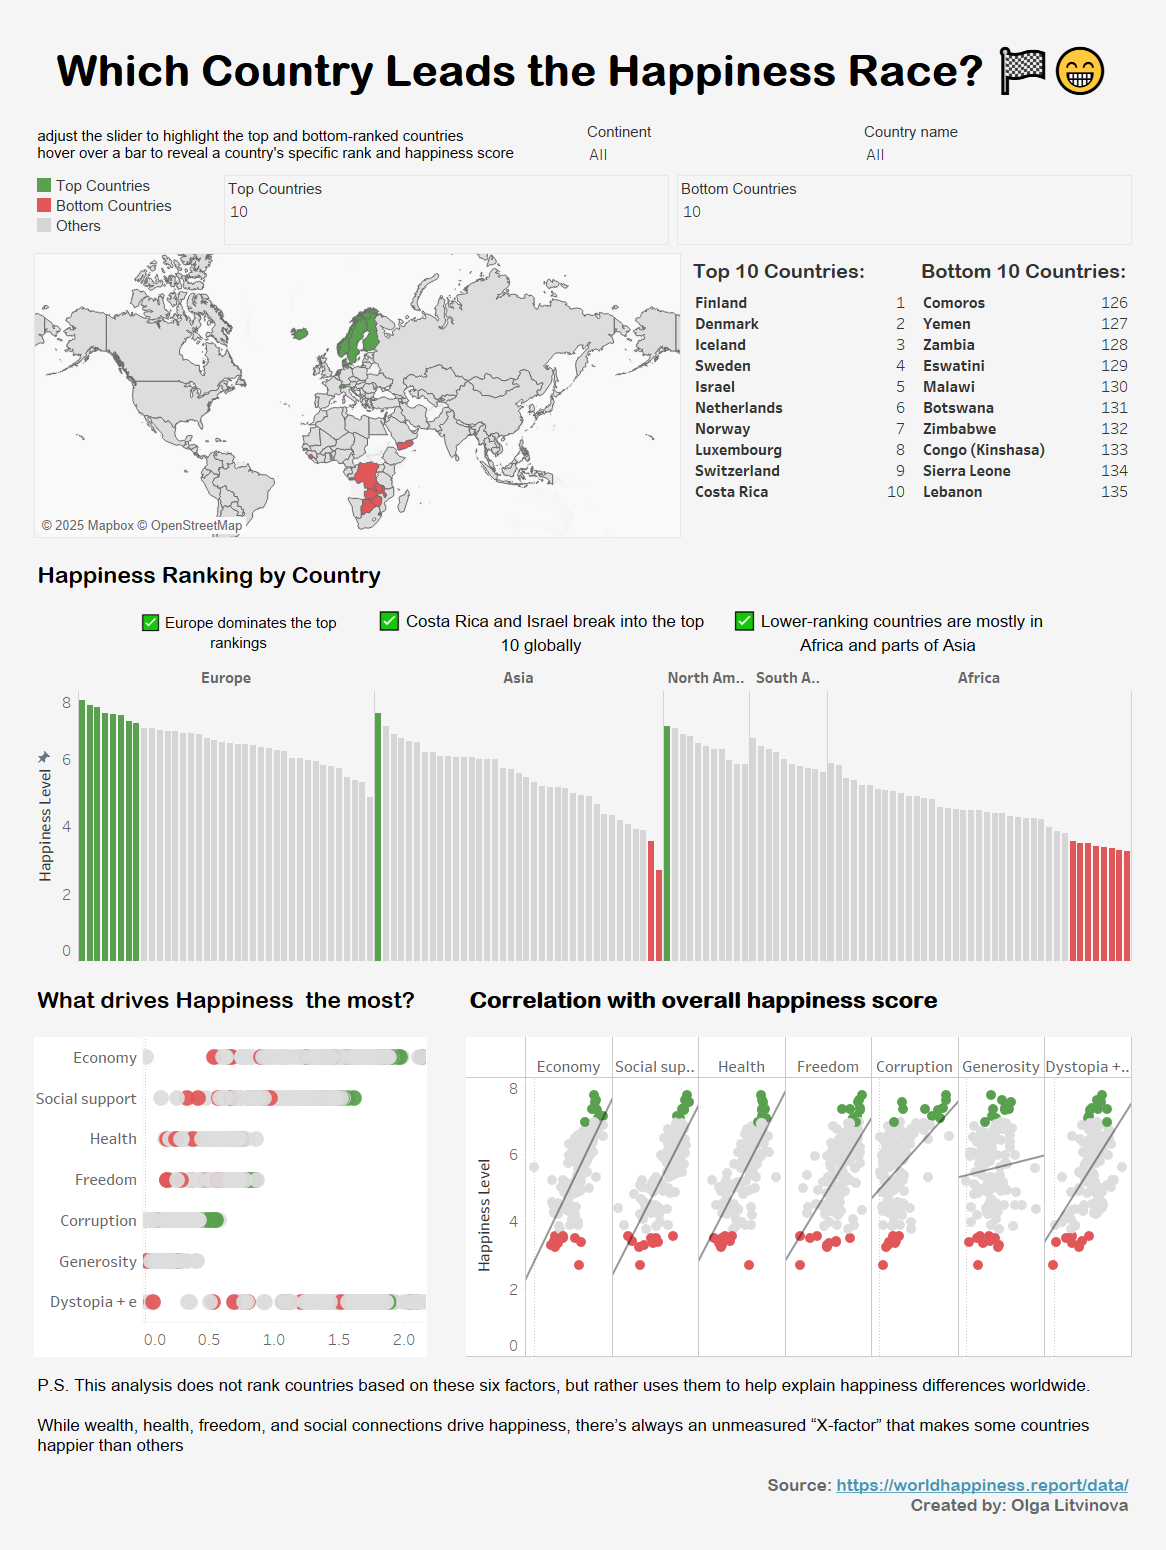 Which Country Leads the Happiness Race? 🏁😁
adjust the slider to highlight the top and bottom-ranked countries
hover over a bar to reveal a country's specific rank and happiness score
Continent
All
Country name
All
Top Countries
Bottom Countries
Others
Top Countries
10
Bottom Countries
10
© 2025 Mapbox © OpenStreetMap
Top 10 Countries:
Finland 1
Denmark 2
Iceland 3
Sweden 4
Israel 5
Netherlands 6
Norway 7
Luxembourg 8
Switzerland 9
Costa Rica 10
Bottom 10 Countries:
Comoros 126
Yemen 127
Zambia 128
Eswatini 129
Malawi 130
Botswana 131
Zimbabwe 132
Congo (Kinshasa) 133
Sierra Leone 134
Lebanon 135
Happiness Ranking by Country
✅ Europe dominates the top
rankings
✅ Costa Rica and Israel break into the top
10 globally
✅ Lower-ranking countries are mostly in
Africa and parts of Asia
Europe Asia North Am.. South A.. Africa
Happiness Level
8
6
4
2
0
What drives Happiness  the most?
Economy
Social support
Health
Freedom
Corruption
Generosity
Dystopia + e
0.0 0.5 1.0 1.5 2.0
Correlation with overall happiness score
Economy Social sup.. Health Freedom Corruption Generosity Dystopia +..
Happiness Level
8
6
4
2
0
P.S. This analysis does not rank countries based on these six factors, but rather uses them to help explain happiness differences worldwide.
While wealth, health, freedom, and social connections drive happiness, there's always an unmeasured “X-factor” that makes some countries
happier than others
Source: https://worldhappiness.report/data/
Created by: Olga Litvinova